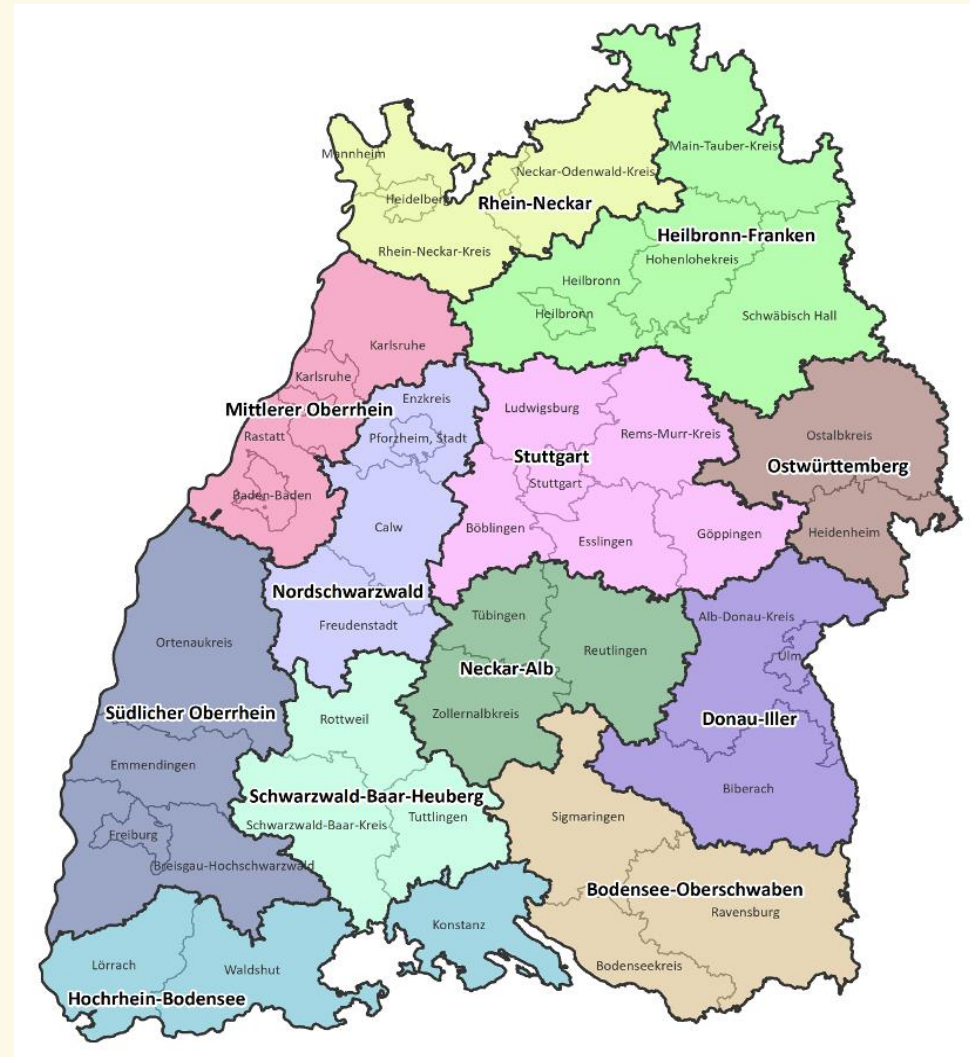 Main-Tauber-Kreis
Mannheim
Neckar-Odenwald-Kreis
Heidelberg
Rhein-Neckar
Heilbronn-Franken
Rhein-Neckar-Kreis
Hohenlohekreis
Heilbronn
Heilbronn
Schwäbisch Hall
Karlsruhe
Karlsruhe
Enzkreis
Mittlerer Oberrhein
Ludwigsburg
Rems-Murr-Kreis
Rastatt
Pforzheim, Stadt
Ostalbkreis
Stuttgart
Ostwürttemberg
Stuttgart
Baden-Baden
Calw
Böblingen
Esslingen
Göppingen
Heidenheim
Nordschwarzwald
Freudenstadt
Tübingen
Alb-Donau-Kreis
Ortenaukreis
Reutlingen
Ulm
Neckar-Alb
Südlicher Oberrhein
Rottweil
Zollernalbkreis
Donau-Iller
Emmendingen
Schwarzwald-Baar-Heuberg
Biberach
Schwarzwald-Baar-Kreis
Tuttlingen
Sigmaringen
Freiburg
Breisgau-Hochschwarzwald
Bodensee-Oberschwaben
Ravensburg
Konstanz
Lörrach
Waldshut
Bodenseekreis
Hochrhein-Bodensee